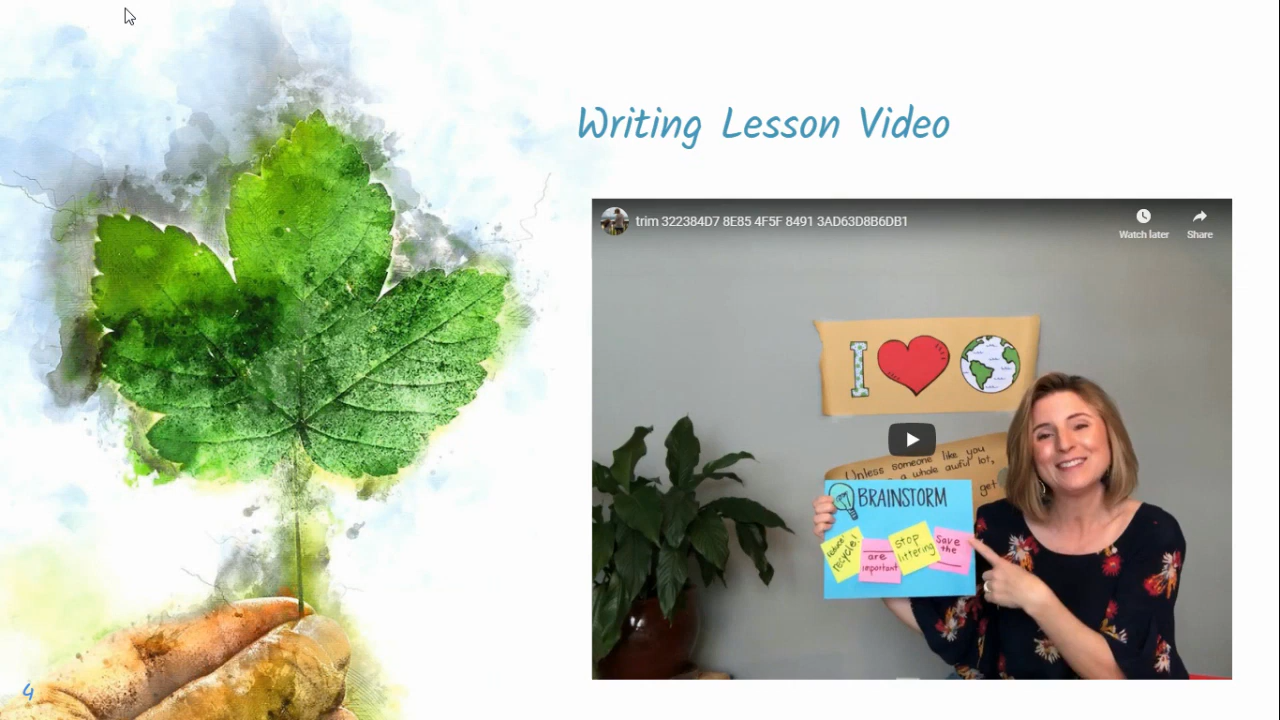 Writing Lesson Video
trim 322384D7 8E85 4F5F 8491 3AD63D8B6DB1
Watch later
Share
I
Unless someone like you
a whole awful lot,
get
BRAINSTORM
recycle!
are
important
STOP
littering
Save
the
4